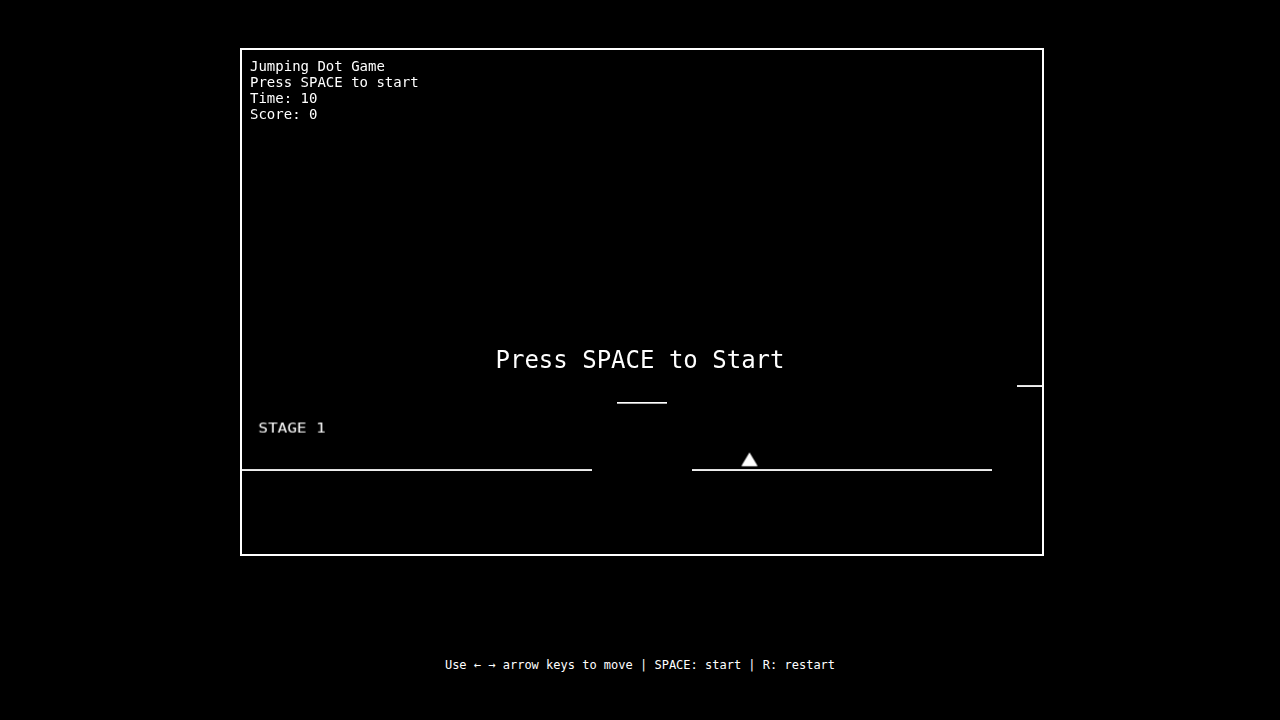 Jumping Dot Game
Press SPACE to start
Time: 10
Score: 0
Press SPACE to Start
STAGE 1
Use ← → arrow keys to move | SPACE: start | R: restart